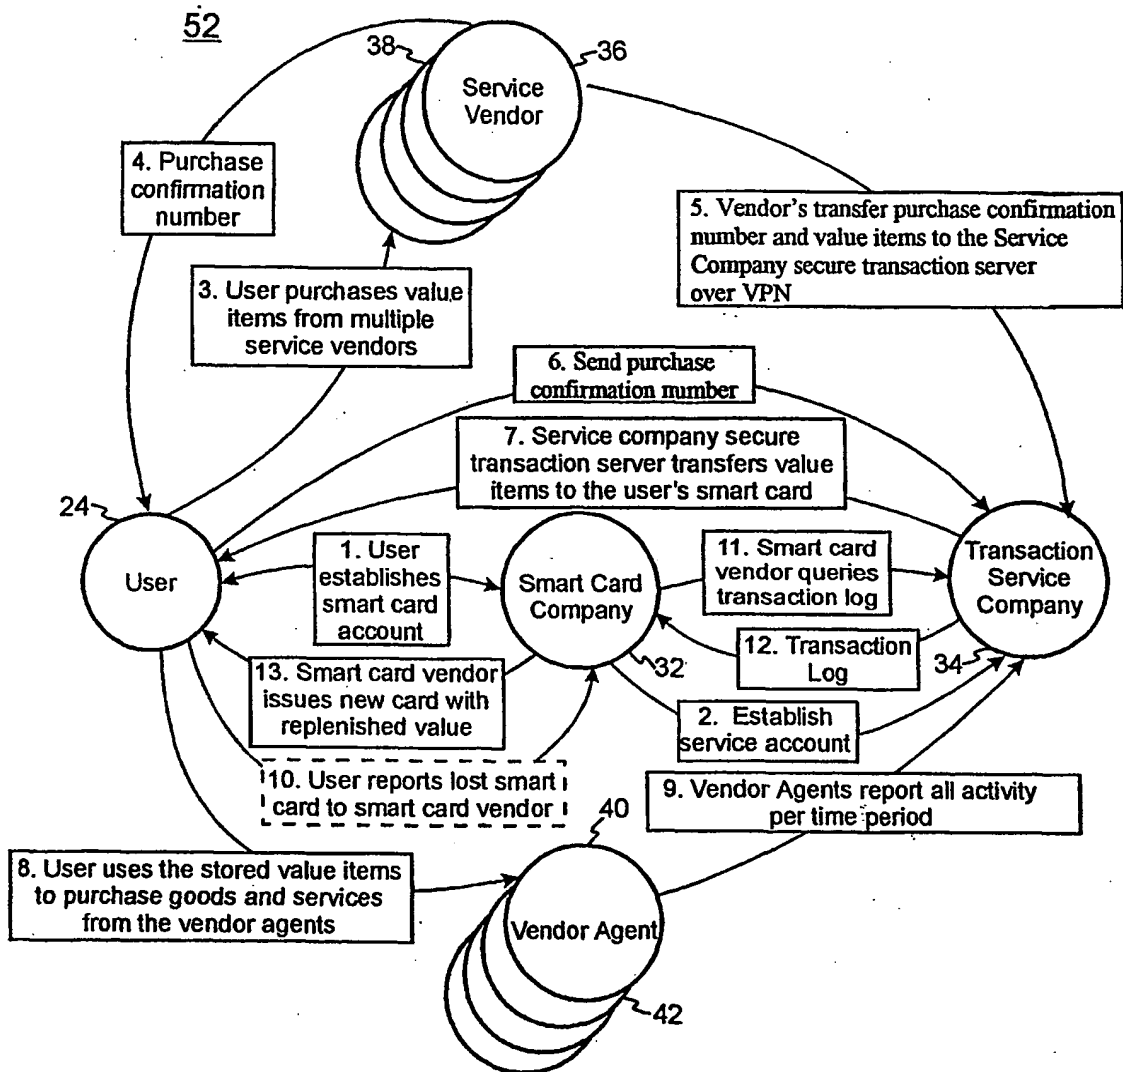 52
38
36
Service
Vendor
4. Purchase
confirmation
number
5. Vendor's transfer purchase confirmation
number and value items to the Service
Company secure transaction server
over VPN
3. User purchases value
items from multiple
service vendors
6. Send purchase
confirmation number
7. Service company secure
transaction server transfers value
items to the user's smart card
24
User
1. User
establishes
smart card
account
Smart Card
Company
32
11. Smart card
vendor queries
transaction log
Transaction
Service
Company
34
12. Transaction
Log
13. Smart card vendor
issues new card with
replenished value
2. Establish
service account
10. User reports lost smart
card to smart card vendor
9. Vendor Agents report all activity
per time period
40
8. User uses the stored value items
to purchase goods and services
from the vendor agents
Vendor Agent
42